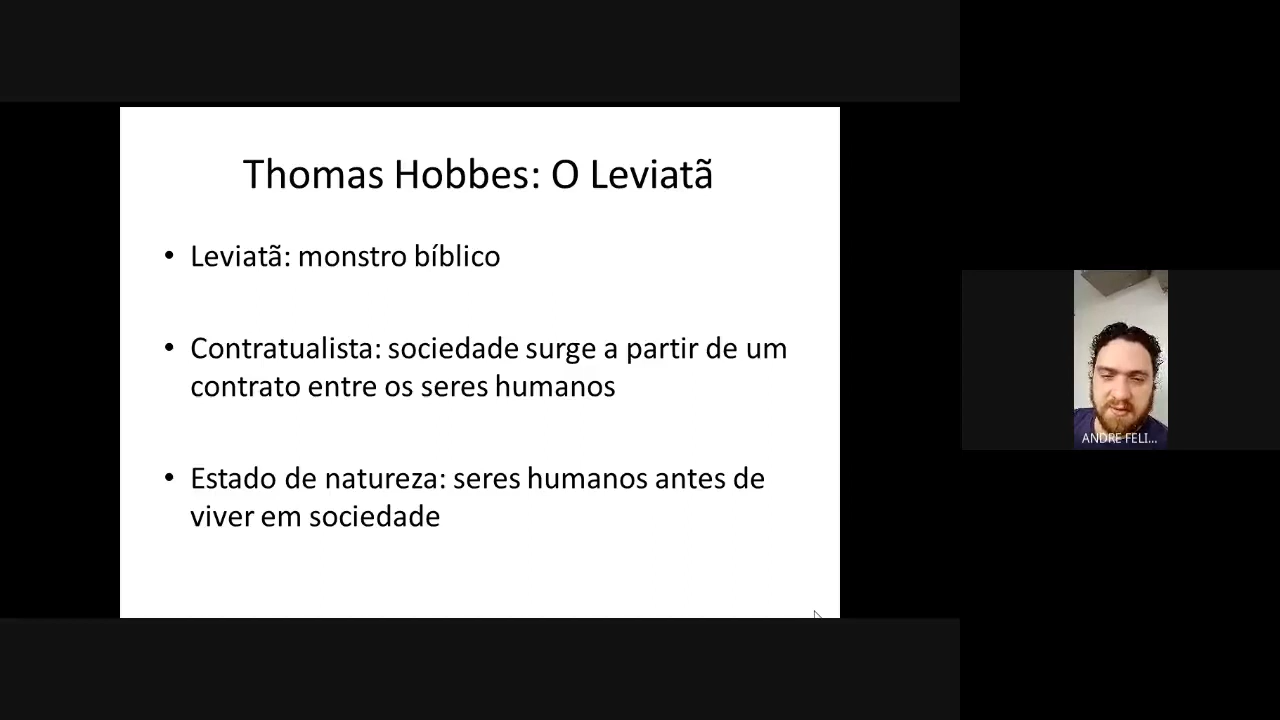 Thomas Hobbes: O Leviatã
• Leviatã: monstro bíblico
• Contratualista: sociedade surge a partir de um
contrato entre os seres humanos
• Estado de natureza: seres humanos antes de
viver em sociedade
ANDRE FELI...